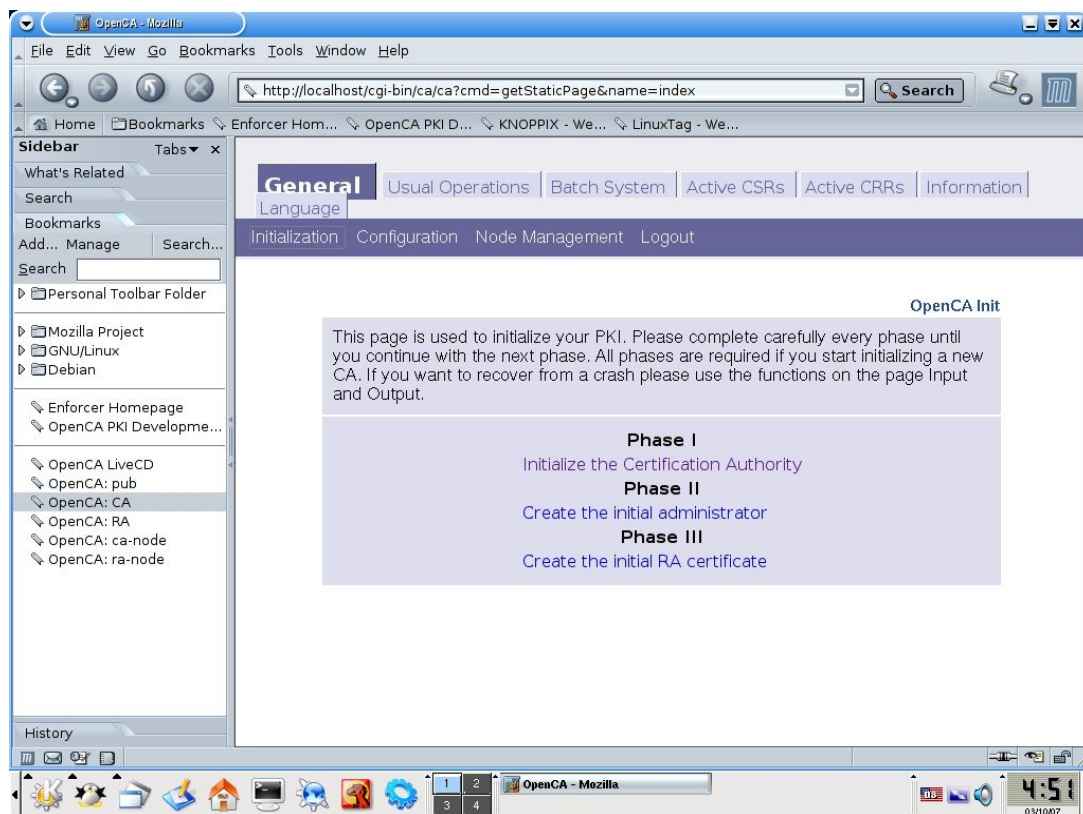 OpenCA - Mozilla
File Edit View Go Bookmarks Tools Window Help
http://localhost/cgi-bin/ca/ca?cmd=getStaticPage&name=index
Search
Home Bookmarks Enforcer Hom... OpenCA PKI D... KNOPPIX - We... LinuxTag - We...
Sidebar Tabs x
What's Related
Search
Bookmarks
Add... Manage Search...
Search
Personal Toolbar Folder
Mozilla Project
GNU/Linux
Debian
Enforcer Homepage
OpenCA PKI Developme...
OpenCA LiveCD
OpenCA: pub
OpenCA: CA
OpenCA: RA
OpenCA: ca-node
OpenCA: ra-node
History
General Usual Operations Batch System Active CSRs Active CRRs Information
Language
Initialization Configuration Node Management Logout
OpenCA Init
This page is used to initialize your PKI. Please complete carefully every phase until
you continue with the next phase. All phases are required if you start initializing a new
CA. If you want to recover from a crash please use the functions on the page Input
and Output.
Phase I
Initialize the Certification Authority
Phase II
Create the initial administrator
Phase III
Create the initial RA certificate
1 2
3 4
OpenCA - Mozilla
US
4:51
03/10/07